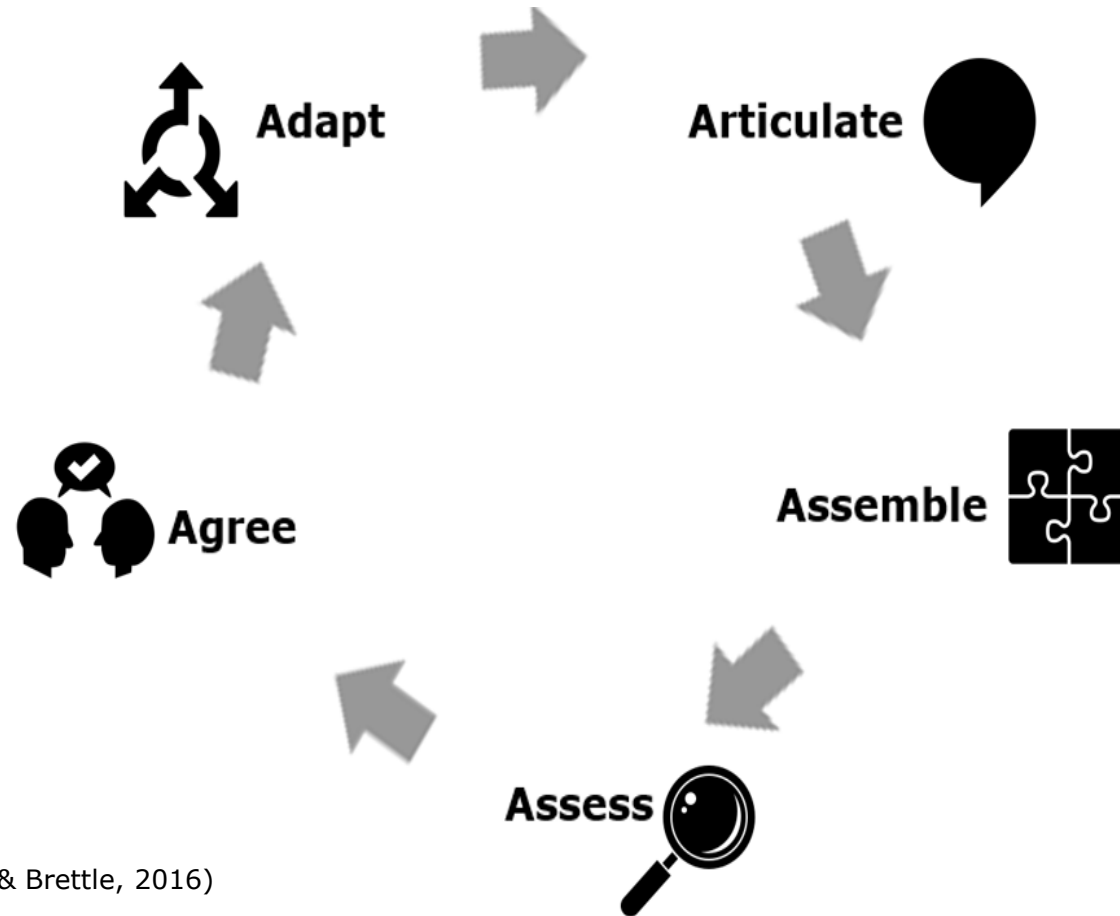 Adapt
Articulate
Assemble
Agree
Assess
& Brettle, 2016)